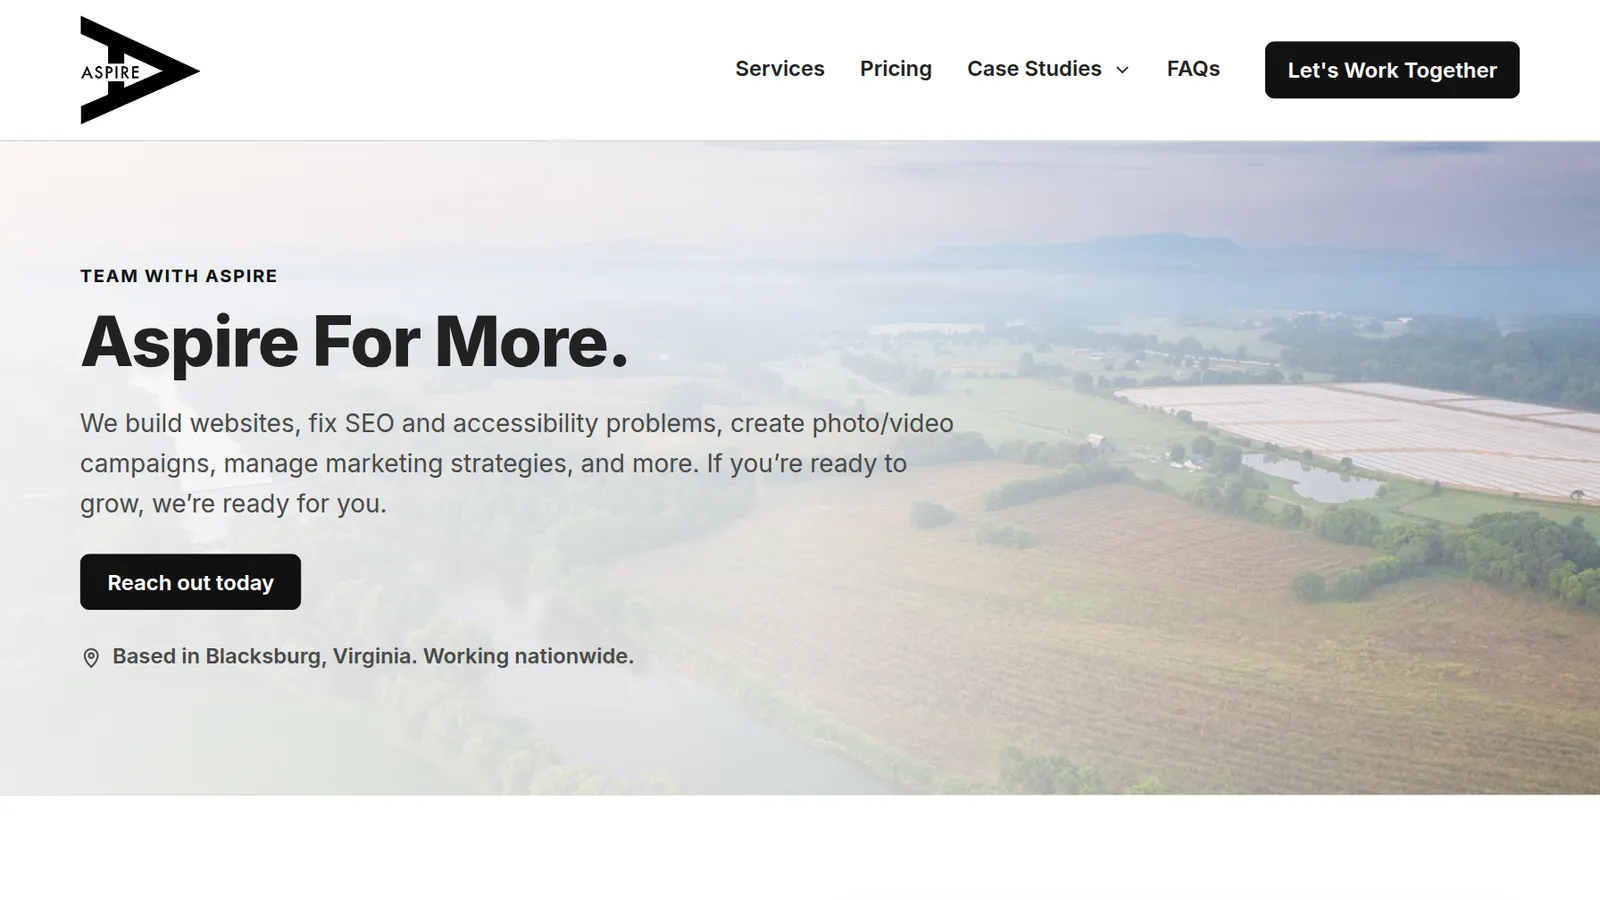 ASPIRE
Services
Pricing
Case Studies
FAQs
Let's Work Together
TEAM WITH ASPIRE
Aspire For More.
We build websites, fix SEO and accessibility problems, create photo/video
campaigns, manage marketing strategies, and more. If you’re ready to
grow, we’re ready for you.
Reach out today
Based in Blacksburg, Virginia. Working nationwide.